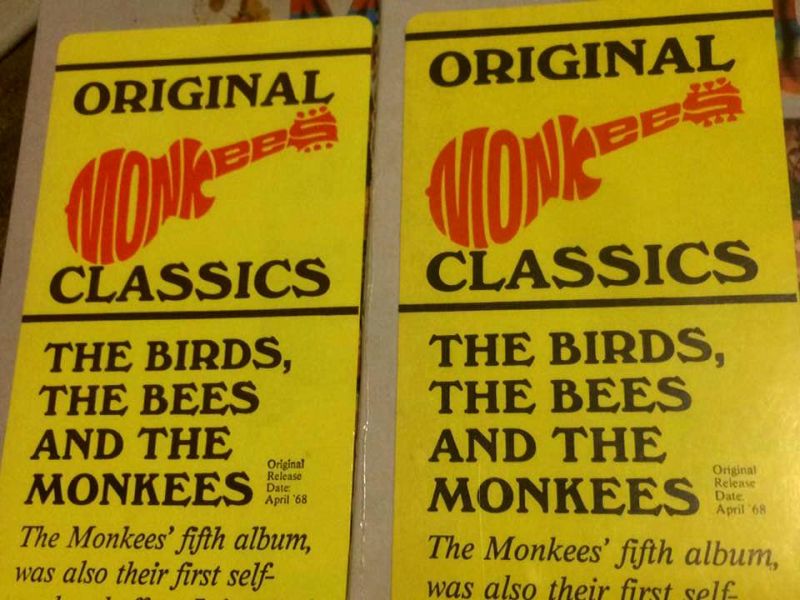 ORIGINAL
MONKEES
CLASSICS
THE BIRDS,
THE BEES
AND THE
MONKEES
Original
Release
Date:
April '68
The Monkees' fifth album,
was also their first self-
ORIGINAL
MONKEES
CLASSICS
THE BIRDS,
THE BEES
AND THE
MONKEES
Original
Release
Date:
April '68
The Monkees' fifth album,
was also their first self-